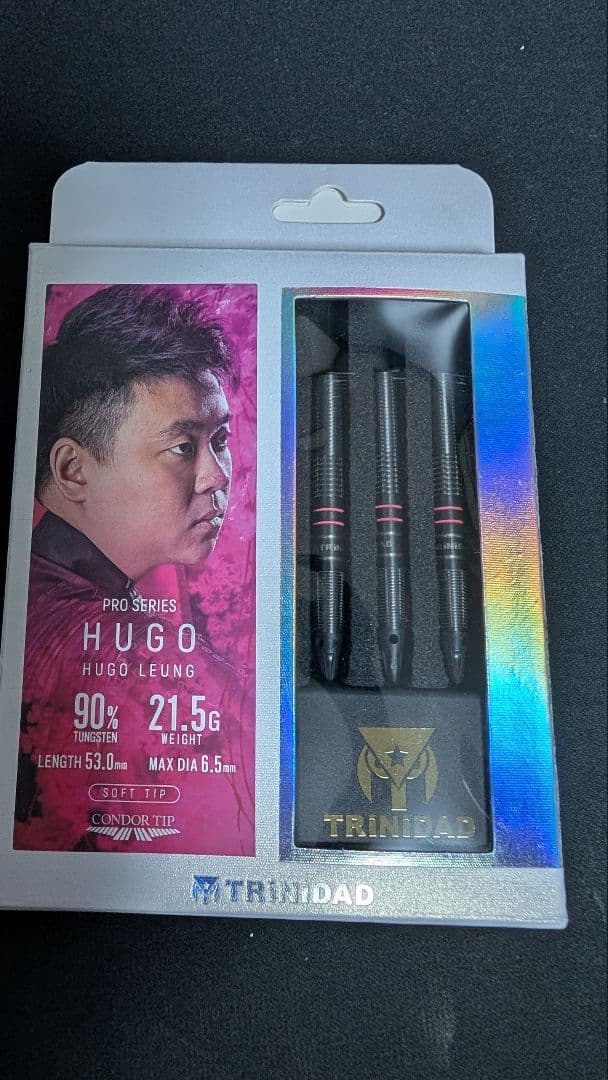 PRO SERIES
HUGO
HUGO LEUNG
90% 21.5G
TUNGSTEN WEIGHT
LENGTH 53.0mm MAX DIA 6.5mm
SOFT TIP
CONDOR TIP
TRiNiDAD
TRiNiDAD